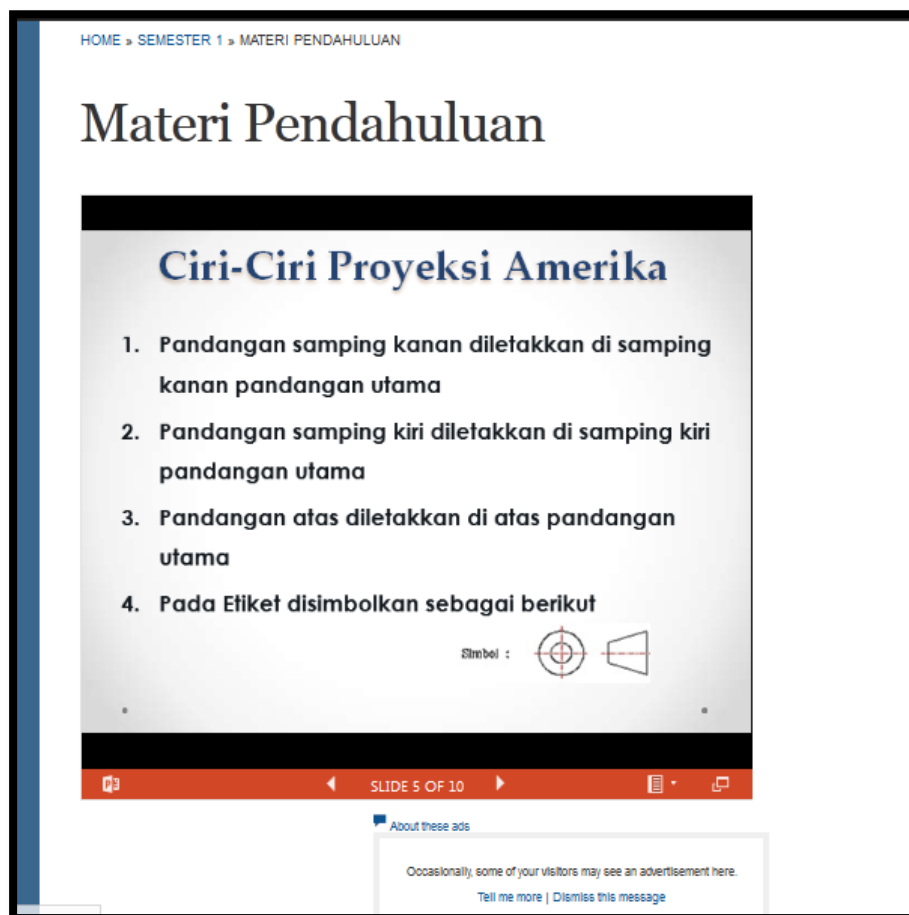 HOME » SEMESTER 1 » MATERI PENDAHULUAN
Materi Pendahuluan
Ciri-Ciri Proyeksi Amerika
1. Pandangan samping kanan diletakkan di samping
kanan pandangan utama
2. Pandangan samping kiri diletakkan di samping kiri
pandangan utama
3. Pandangan atas diletakkan di atas pandangan
utama
4. Pada Etiket disimbolkan sebagai berikut
Simbol :
SLIDE 5 OF 10
About these ads
Occasionally, some of your visitors may see an advertisement here.
Tell me more | Dismiss this message